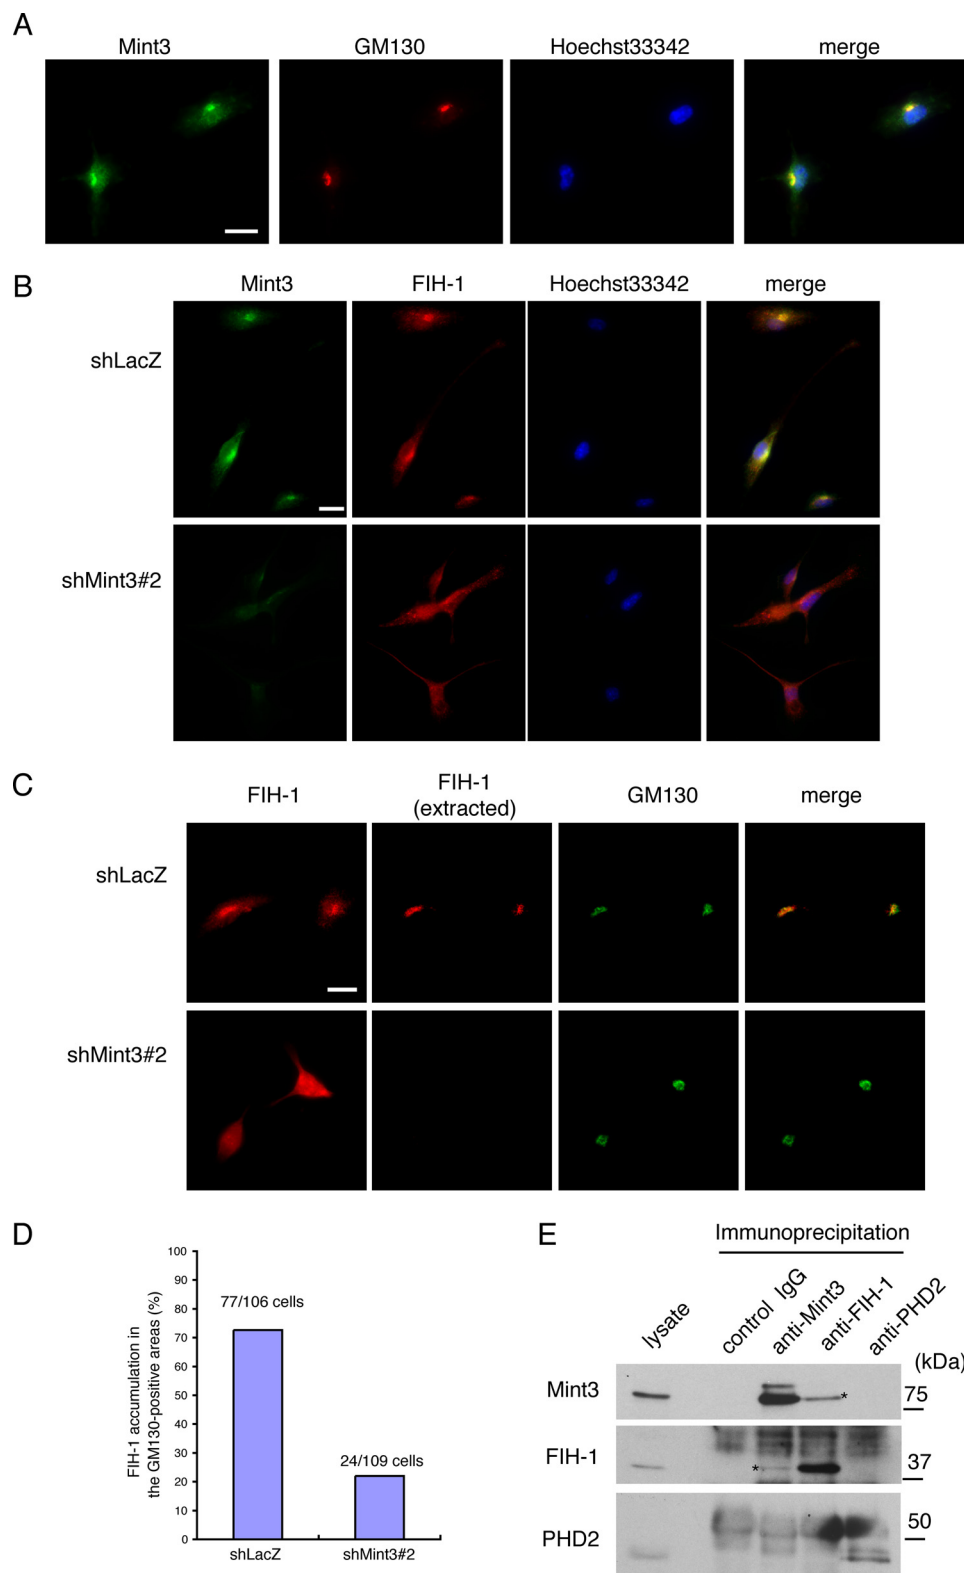 A
Mint3 GM130 Hoechst33342 merge
B
Mint3 FIH-1 Hoechst33342 merge
shLacZ
shMint3#2
C
FIH-1 FIH-1 (extracted) GM130 merge
shLacZ
shMint3#2
D
FIH-1 accumulation in
the GM130-positive areas (%)
100
90
80
70
60
50
40
30
20
10
0
77/106 cells
24/109 cells
shLacZ shMint3#2
E
Immunoprecipitation
lysate control IgG anti-Mint3 anti-FIH-1 anti-PHD2
(kDa)
Mint3 * 75
FIH-1 * 37
PHD2 50